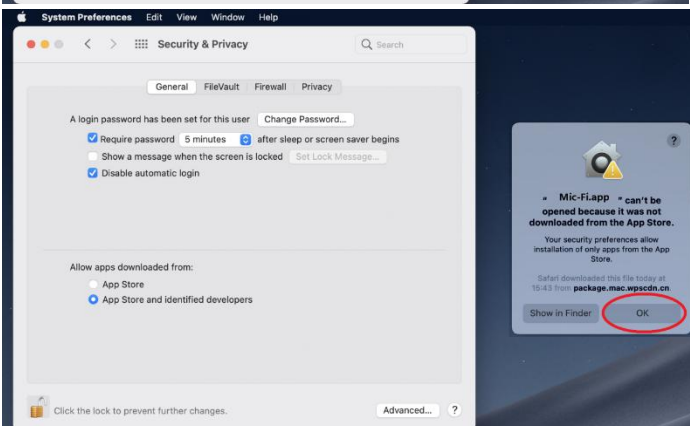 System Preferences Edit View Window Help
Security & Privacy
Search
General FileVault Firewall Privacy
A login password has been set for this user Change Password...
Require password 5 minutes after sleep or screen saver begins
Show a message when the screen is locked Set Lock Message...
Disable automatic login
Allow apps downloaded from:
App Store
App Store and identified developers
Click the lock to prevent further changes.
Advanced... ?
?
" Mic-Fi.app " can't be
opened because it was not
downloaded from the App Store.
Your security preferences allow
installation of only apps from the App
Store.
Safari downloaded this file today at
15:43 from package.mac.wpscdn.cn
Show in Finder OK